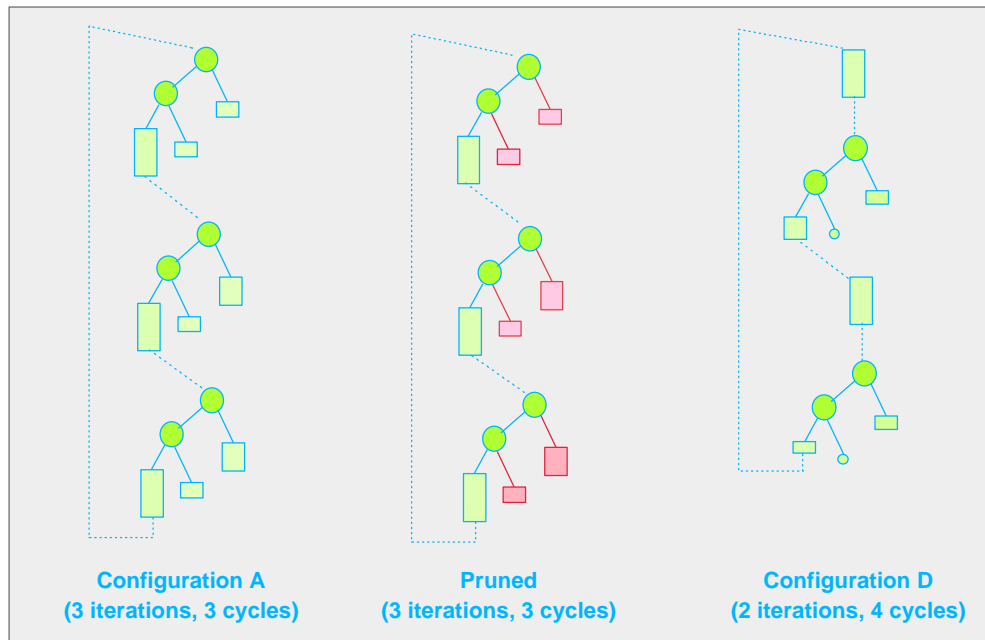 Configuration A
(3 iterations, 3 cycles)
Pruned
(3 iterations, 3 cycles)
Configuration D
(2 iterations, 4 cycles)